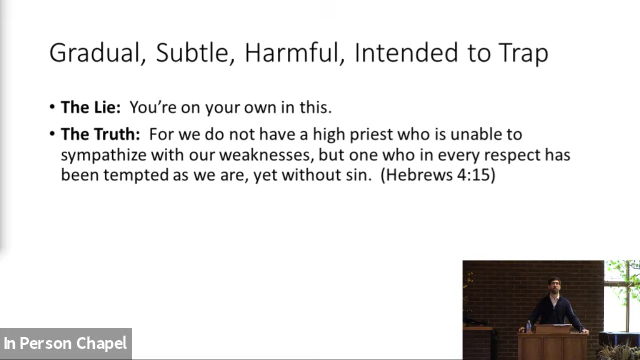 Gradual, Subtle, Harmful, Intended to Trap
• The Lie:  You're on your own in this.
• The Truth:  For we do not have a high priest who is unable to
sympathize with our weaknesses, but one who in every respect has
been tempted as we are, yet without sin.  (Hebrews 4:15)
In Person Chapel